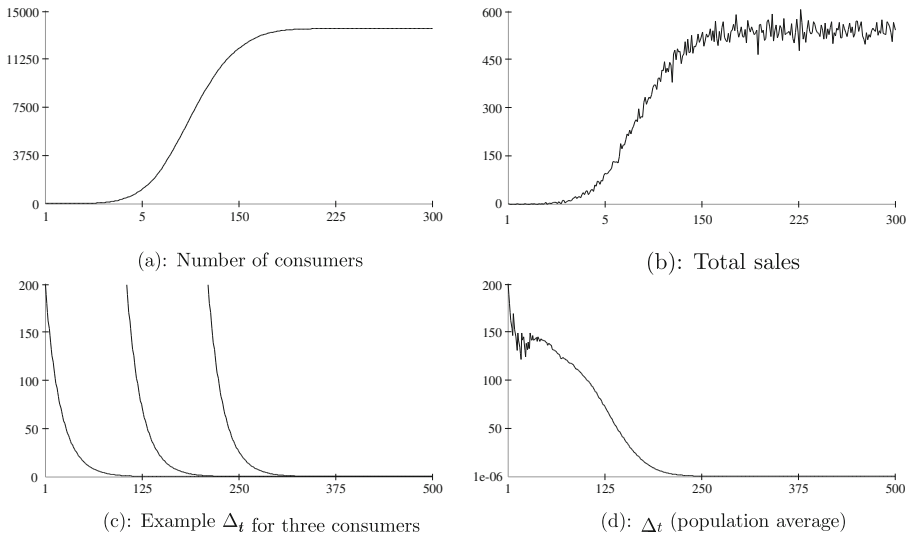 15000
11250
7500
3750
0
1 5 150 225 300
(a): Number of consumers
600
450
300
150
0
1 5 150 225 300
(b): Total sales
200
150
100
50
0
1 125 250 375 500
(c): Example Δt for three consumers
200
150
100
50
1e-06
1 125 250 375 500
(d): Δt (population average)